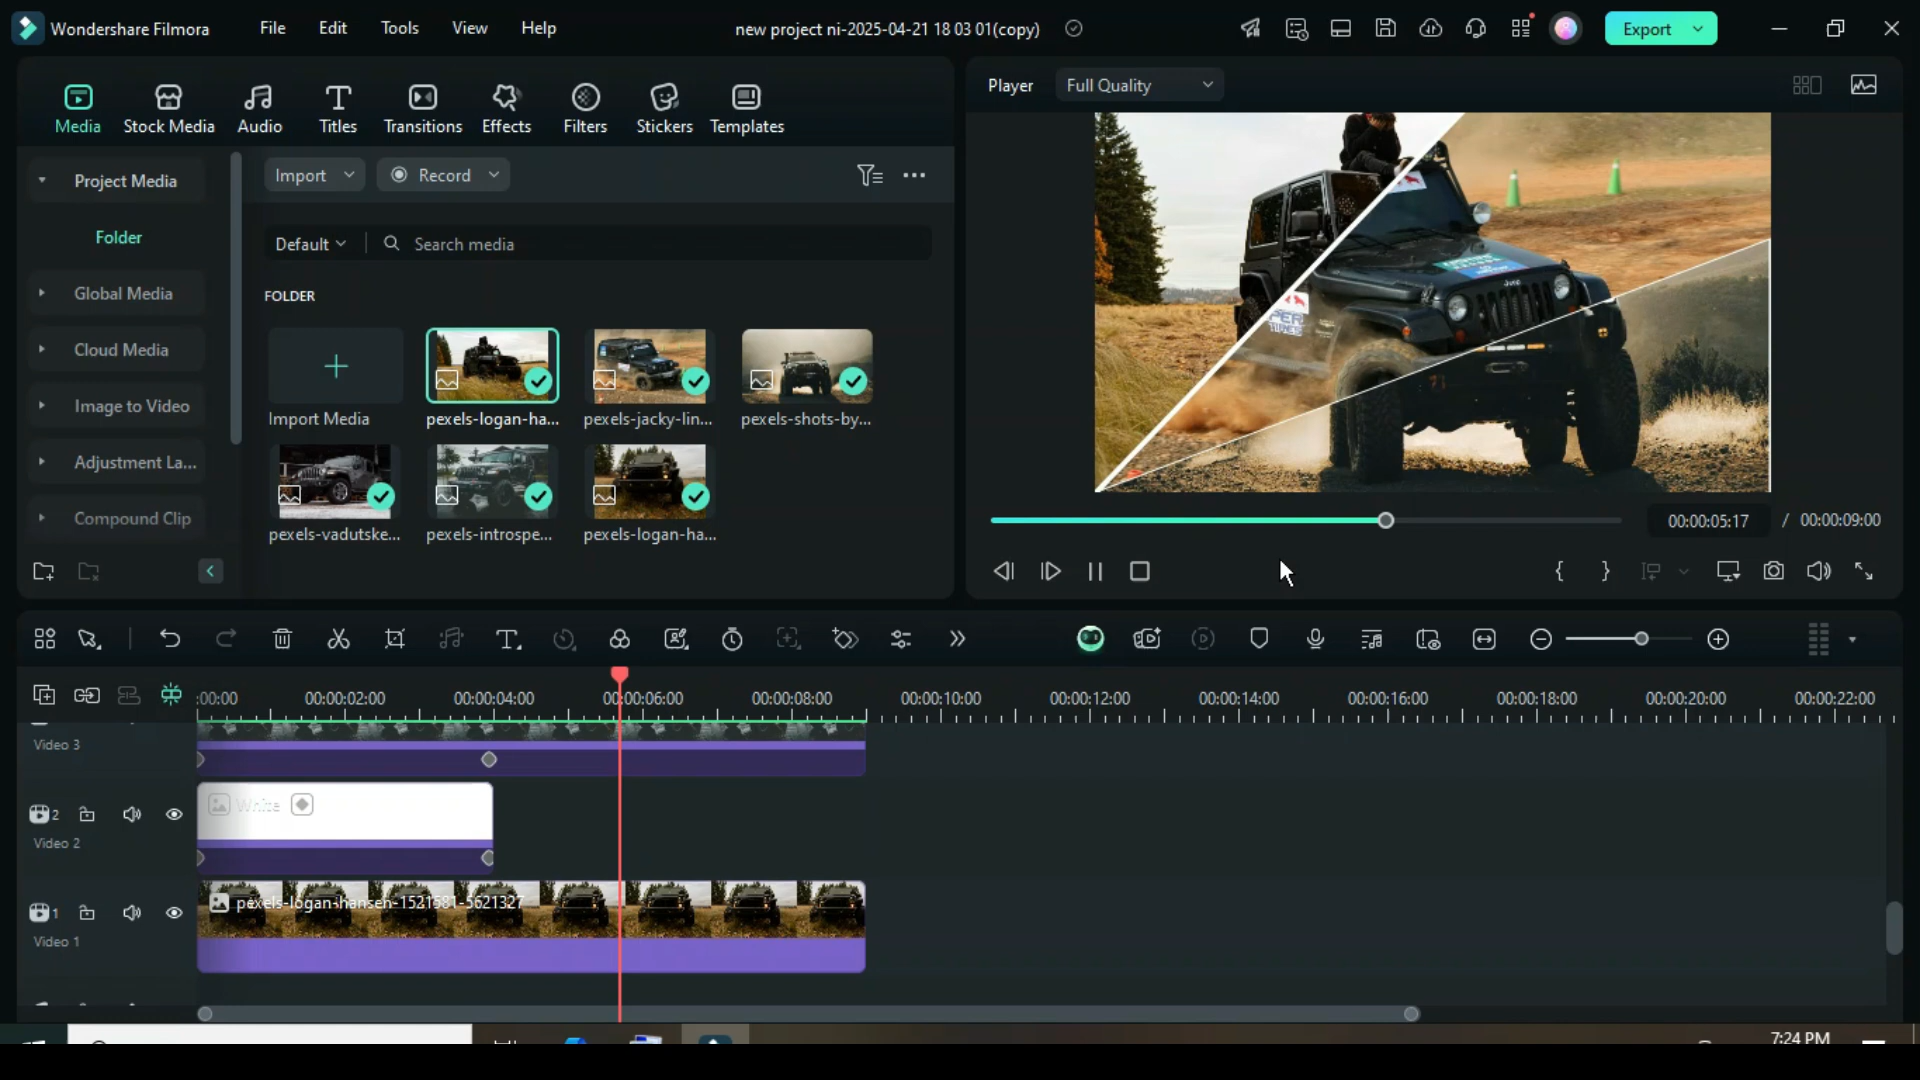 Wondershare Filmora File Edit Tools View Help new project ni-2025-04-21 18 03 01(copy) Export
Media Stock Media Audio Titles Transitions Effects Filters Stickers Templates
Player Full Quality
Project Media
Folder
Global Media
Cloud Media
Image to Video
Adjustment La...
Compound Clip
Import Record
Default Search media
FOLDER
Import Media pexels-logan-ha... pexels-jacky-lin... pexels-shots-by...
pexels-vadutske... pexels-introspe... pexels-logan-ha...
Jeep
00:00:05:17 / 00:00:09:00
:00:00 00:00:02:00 00:00:04:00 00:00:06:00 00:00:08:00 00:00:10:00 00:00:12:00 00:00:14:00 00:00:16:00 00:00:18:00 00:00:20:00 00:00:22:00
Video 3
White
2
Video 2
pexels-logan-hansen-1521581-5621327
1
Video 1
7:24 PM